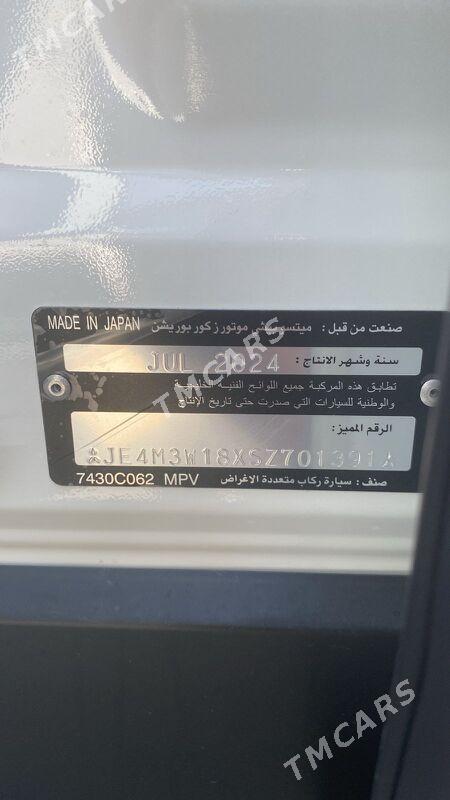 TMCARS
MADE IN JAPAN صنعت من قبل : ميتسوبيشي موتورز كوربوريشن
JUL 2024 سنة وشهر الانتاج :
تطابق هذه المركبة جميع اللوائح الفنية الخليجية
والوطنية للسيارات التي صدرت حتى تاريخ الإنتاج
TMCARS
الرقم المميز:
JE4M3W18XSZ701391
7430C062 MPV صنف : سيارة ركاب متعددة الاغراض
TMCARS